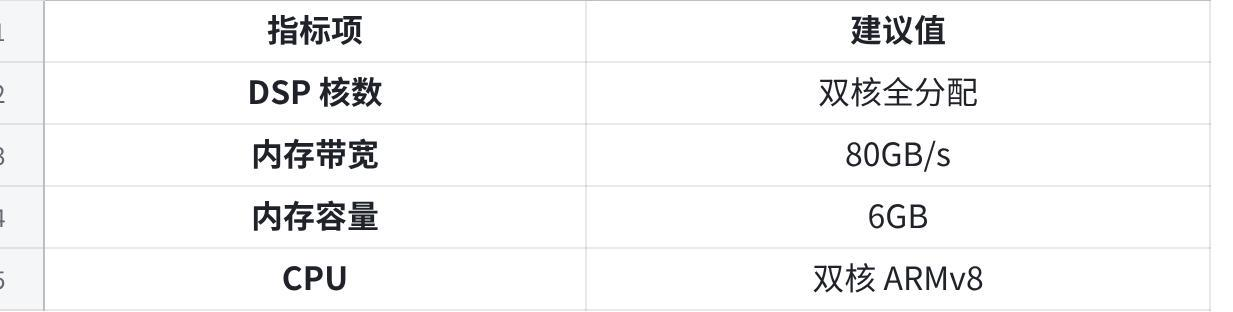 1 指标项 建议值
2 DSP 核数 双核全分配
3 内存带宽 80GB/s
4 内存容量 6GB
5 CPU 双核 ARMv8